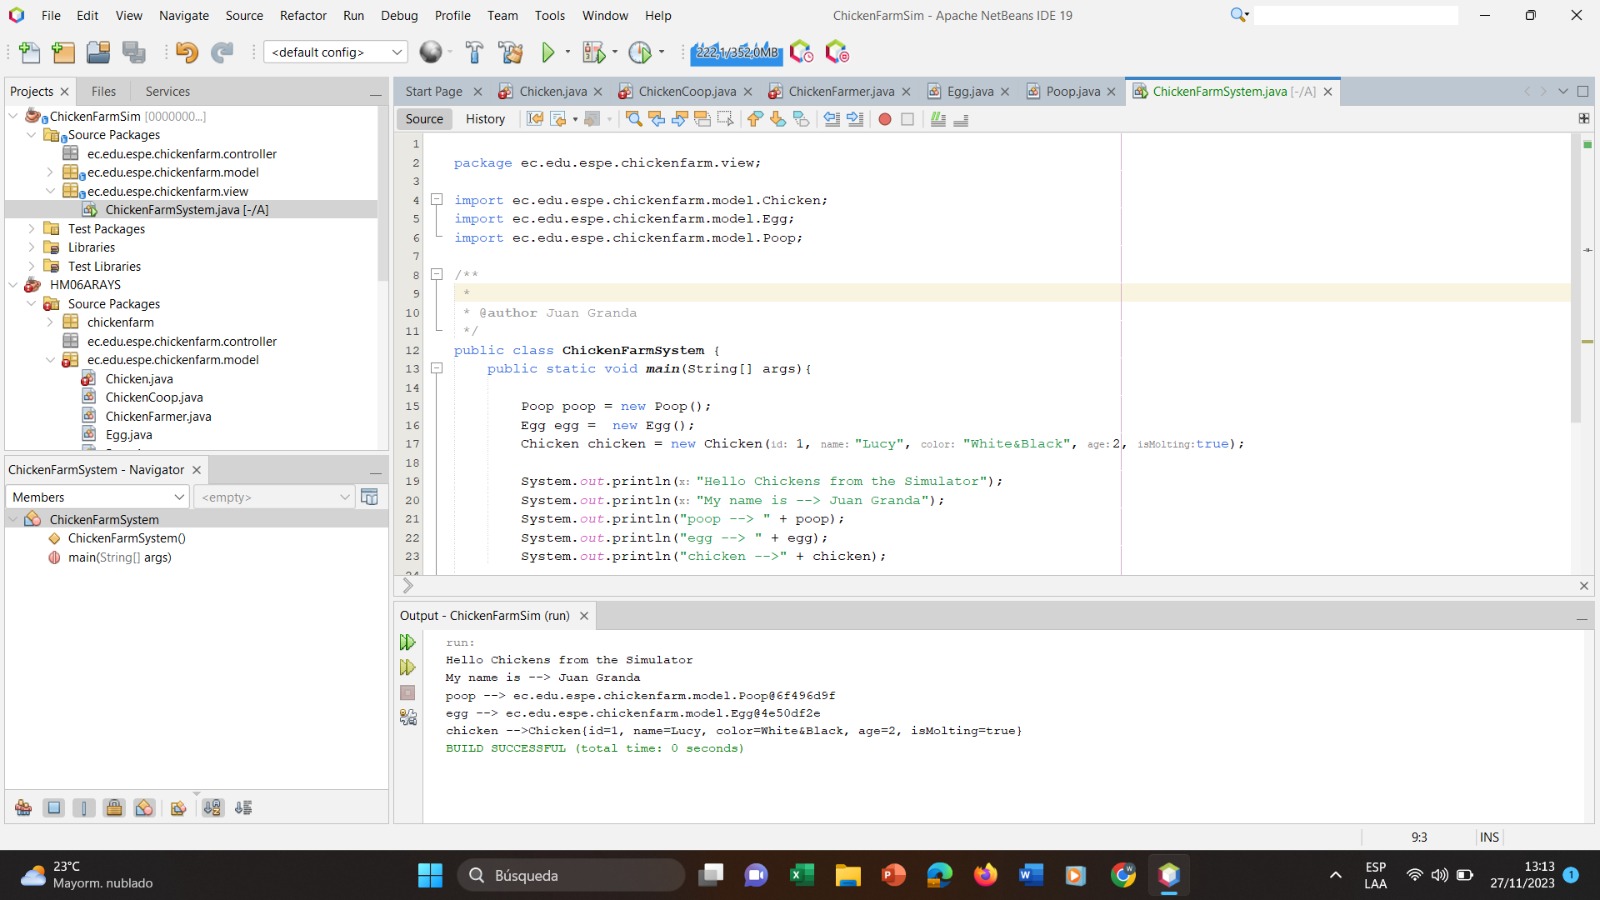 File Edit View Navigate Source Refactor Run Debug Profile Team Tools Window Help
ChickenFarmSim - Apache NetBeans IDE 19
<default config>
222,1/352,0MB
Projects Files Services
ChickenFarmSim [0000000...]
Source Packages
ec.edu.espe.chickenfarm.controller
ec.edu.espe.chickenfarm.model
ec.edu.espe.chickenfarm.view
ChickenFarmSystem.java [-/A]
Test Packages
Libraries
Test Libraries
HM06ARAYS
Source Packages
chickenfarm
ec.edu.espe.chickenfarm.controller
ec.edu.espe.chickenfarm.model
Chicken.java
ChickenCoop.java
ChickenFarmer.java
Egg.java
ChickenFarmSystem - Navigator
Members
<empty>
ChickenFarmSystem
ChickenFarmSystem()
main(String[] args)
Start Page Chicken.java ChickenCoop.java ChickenFarmer.java Egg.java Poop.java ChickenFarmSystem.java [-/A]
Source History
1
2 package ec.edu.espe.chickenfarm.view;
3
4 import ec.edu.espe.chickenfarm.model.Chicken;
5 import ec.edu.espe.chickenfarm.model.Egg;
6 import ec.edu.espe.chickenfarm.model.Poop;
7
8 /**
9 *
10 * @author Juan Granda
11 */
12 public class ChickenFarmSystem {
13 public static void main(String[] args){
14
15 Poop poop = new Poop();
16 Egg egg = new Egg();
17 Chicken chicken = new Chicken(id: 1, name: "Lucy", color: "White&Black", age: 2, isMolting: true);
18
19 System.out.println(x: "Hello Chickens from the Simulator");
20 System.out.println(x: "My name is --> Juan Granda");
21 System.out.println("poop --> " + poop);
22 System.out.println("egg --> " + egg);
23 System.out.println("chicken -->" + chicken);
Output - ChickenFarmSim (run)
run:
Hello Chickens from the Simulator
My name is --> Juan Granda
poop --> ec.edu.espe.chickenfarm.model.Poop@6f496d9f
egg --> ec.edu.espe.chickenfarm.model.Egg@4e50df2e
chicken -->Chicken{id=1, name=Lucy, color=White&Black, age=2, isMolting=true}
BUILD SUCCESSFUL (total time: 0 seconds)
9:3 INS
23°C
Mayorm. nublado
Búsqueda
ESP
LAA
13:13
27/11/2023
1